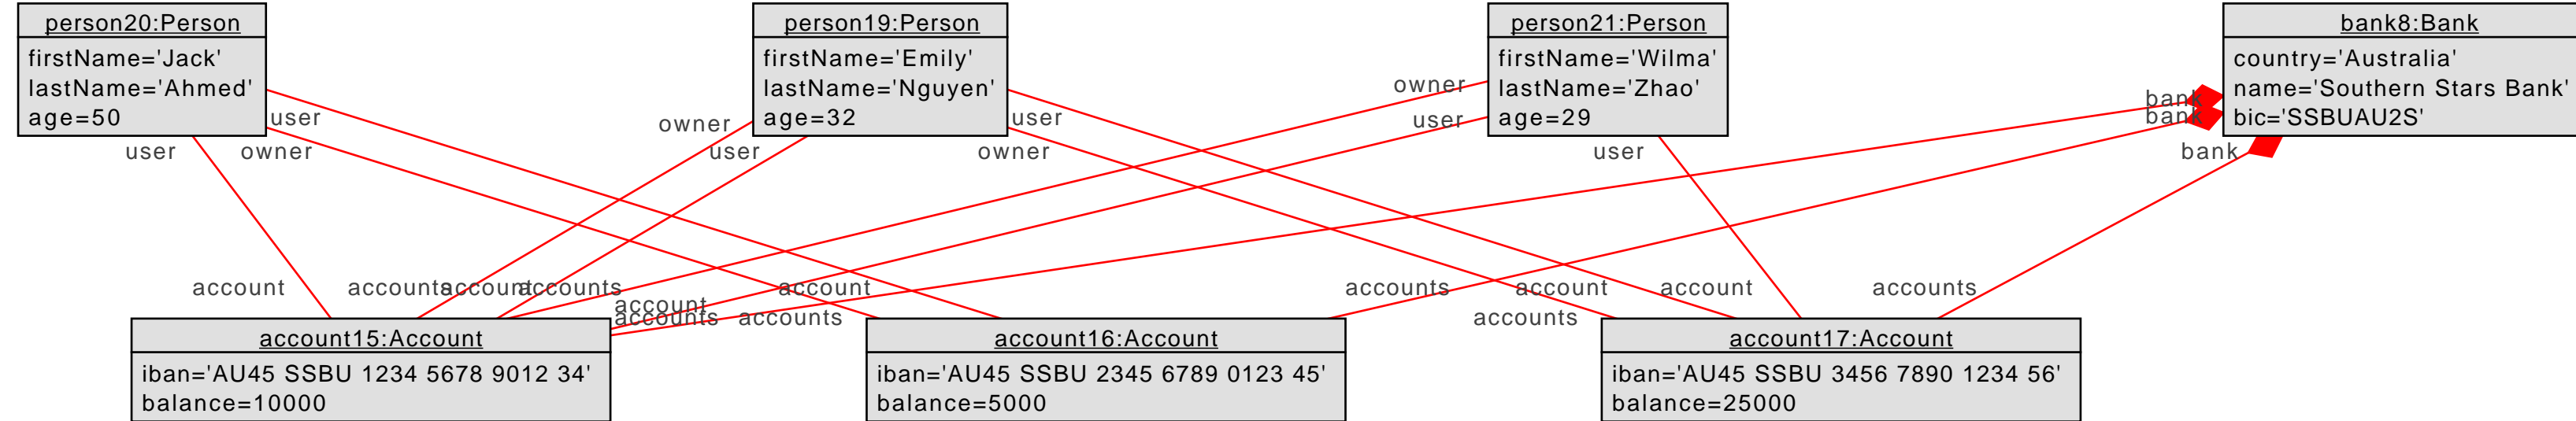 person20:Person
firstName='Jack'
lastName='Ahmed'
age=50
person19:Person
firstName='Emily'
lastName='Nguyen'
age=32
person21:Person
firstName='Wilma'
lastName='Zhao'
age=29
bank8:Bank
country='Australia'
name='Southern Stars Bank'
bic='SSBUAU2S'
user
user
owner
owner
user
user
owner
owner
user
user
bank
bank
bank
account
accounts
account
accounts
account
accounts
account
accounts
accounts
account
accounts
account
accounts
account15:Account
iban='AU45 SSBU 1234 5678 9012 34'
balance=10000
account16:Account
iban='AU45 SSBU 2345 6789 0123 45'
balance=5000
account17:Account
iban='AU45 SSBU 3456 7890 1234 56'
balance=25000